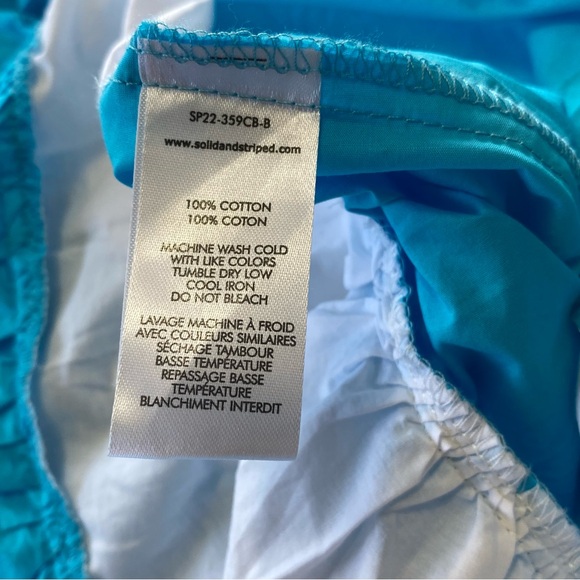 SP22-359CB-B
www.solidandstriped.com
100% COTTON
100% COTON
MACHINE WASH COLD
WITH LIKE COLORS
TUMBLE DRY LOW
COOL IRON
DO NOT BLEACH
LAVAGE MACHINE À FROID
AVEC COULEURS SIMILAIRES
SÉCHAGE TAMBOUR
BASSE TEMPÉRATURE
REPASSAGE BASSE
TEMPÉRATURE
BLANCHIMENT INTERDIT